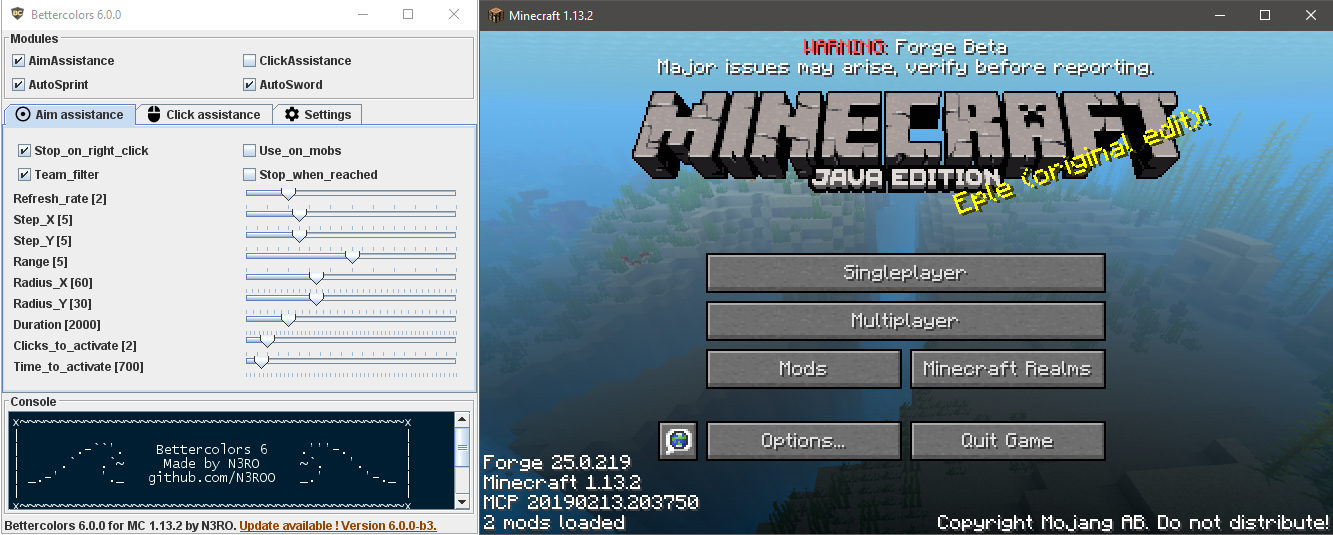 Bettercolors 6.0.0
Modules
AimAssistance
ClickAssistance
AutoSprint
AutoSword
Aim assistance
Click assistance
Settings
Stop_on_right_click
Use_on_mobs
Team_filter
Stop_when_reached
Refresh_rate [2]
Step_X [5]
Step_Y [5]
Range [5]
Radius_X [60]
Radius_Y [30]
Duration [2000]
Clicks_to_activate [2]
Time_to_activate [700]
Console
Bettercolors 6
Made by N3RO
github.com/N3ROO
Bettercolors 6.0.0 for MC 1.13.2 by N3RO. Update available ! Version 6.0.0-b3.
Minecraft 1.13.2
WARNING: Forge Beta
Major issues may arise, verify before reporting.
MINECRAFT
JAVA EDITION
Eple (original edit)!
Singleplayer
Multiplayer
Mods
Minecraft Realms
Options...
Quit Game
Forge 25.0.219
Minecraft 1.13.2
MCP 20190213.203750
2 mods loaded
Copyright Mojang AB. Do not distribute!